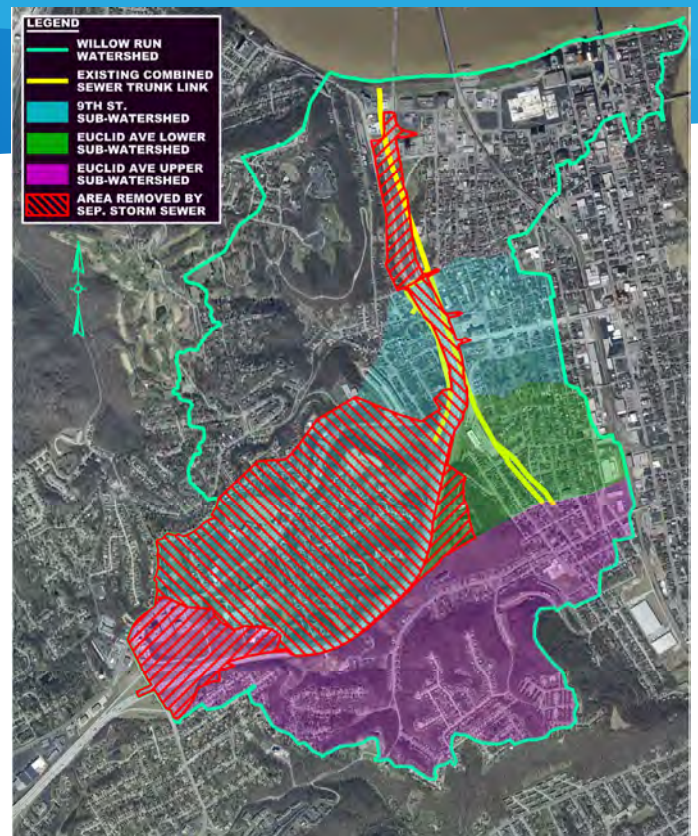 LEGEND
WILLOW RUN
WATERSHED
EXISTING COMBINED
SEWER TRUNK LINK
9TH ST.
SUB-WATERSHED
EUCLID AVE LOWER
SUB-WATERSHED
EUCLID AVE UPPER
SUB-WATERSHED
AREA REMOVED BY
SEP. STORM SEWER